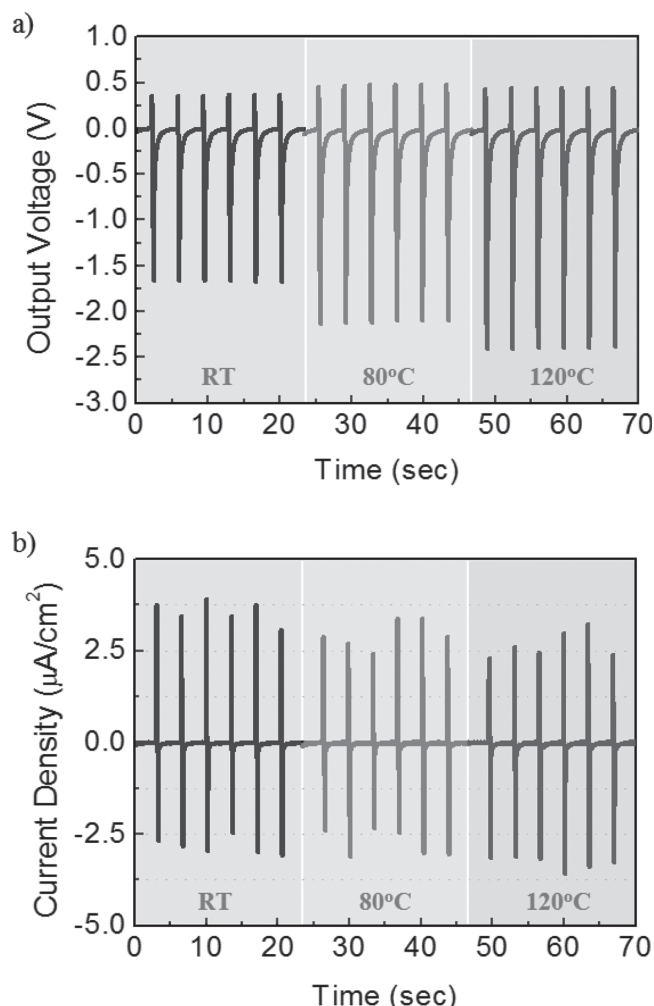 a)
1.0
0.5
0.0
-0.5
-1.0
-1.5
-2.0
-2.5
-3.0
Output Voltage (V)
RT 80°C 120°C
0 10 20 30 40 50 60 70
Time (sec)
b)
5.0
2.5
0.0
-2.5
-5.0
Current Density (μA/cm²)
RT 80°C 120°C
0 10 20 30 40 50 60 70
Time (sec)